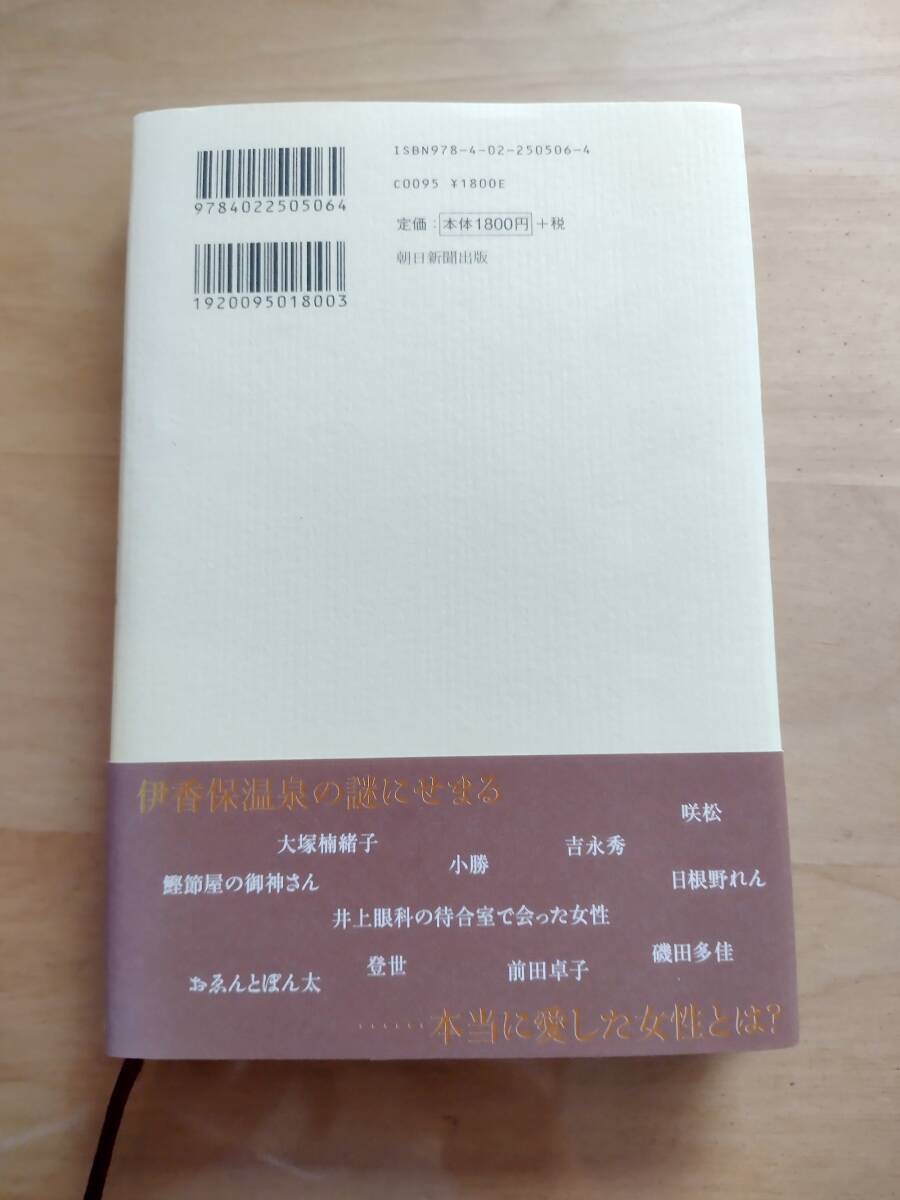 ISBN978-4-02-250506-4
C0095 ¥1800E
定価：本体1800円＋税
朝日新聞出版
9784022505064
1920095018003
伊香保温泉の謎にせまる
咲松
大塚楠緒子
吉永秀
小勝
鰹節屋の御神さん
日根野れん
井上眼科の待合室で会った女性
磯田多佳
登世
前田卓子
おゑんとぽん太
……本当に愛した女性とは?